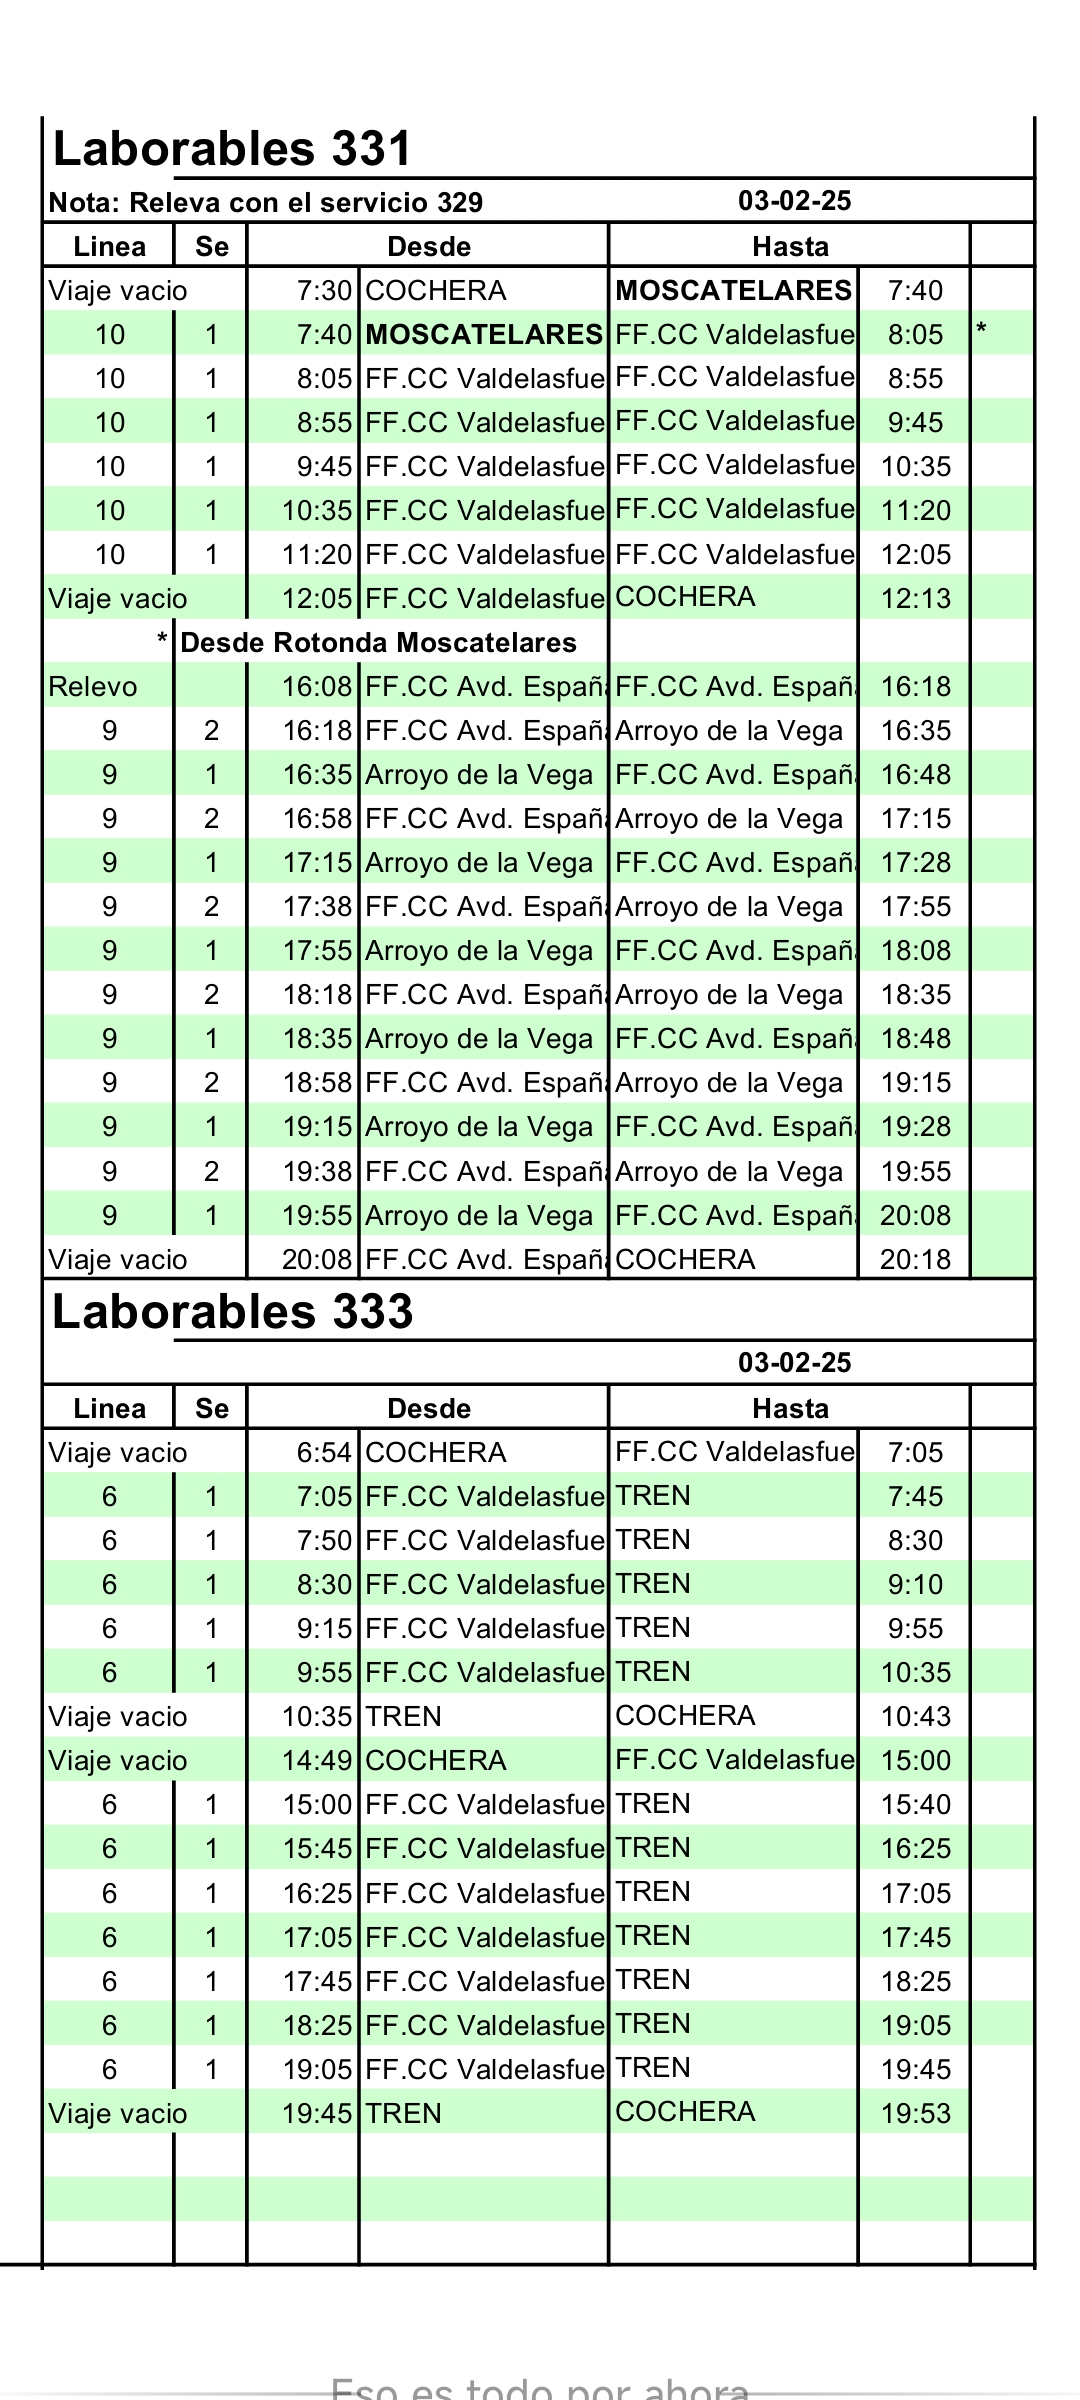 Laborables 331
Nota: Releva con el servicio 329 03-02-25
Linea Se Desde Hasta
Viaje vacio 7:30 COCHERA MOSCATELARES 7:40
10 1 7:40 MOSCATELARES FF.CC Valdelasfue 8:05 *
10 1 8:05 FF.CC Valdelasfue FF.CC Valdelasfue 8:55
10 1 8:55 FF.CC Valdelasfue FF.CC Valdelasfue 9:45
10 1 9:45 FF.CC Valdelasfue FF.CC Valdelasfue 10:35
10 1 10:35 FF.CC Valdelasfue FF.CC Valdelasfue 11:20
10 1 11:20 FF.CC Valdelasfue FF.CC Valdelasfue 12:05
Viaje vacio 12:05 FF.CC Valdelasfue COCHERA 12:13
* Desde Rotonda Moscatelares
Relevo 16:08 FF.CC Avd. España FF.CC Avd. España 16:18
9 2 16:18 FF.CC Avd. España Arroyo de la Vega 16:35
9 1 16:35 Arroyo de la Vega FF.CC Avd. España 16:48
9 2 16:58 FF.CC Avd. España Arroyo de la Vega 17:15
9 1 17:15 Arroyo de la Vega FF.CC Avd. España 17:28
9 2 17:38 FF.CC Avd. España Arroyo de la Vega 17:55
9 1 17:55 Arroyo de la Vega FF.CC Avd. España 18:08
9 2 18:18 FF.CC Avd. España Arroyo de la Vega 18:35
9 1 18:35 Arroyo de la Vega FF.CC Avd. España 18:48
9 2 18:58 FF.CC Avd. España Arroyo de la Vega 19:15
9 1 19:15 Arroyo de la Vega FF.CC Avd. España 19:28
9 2 19:38 FF.CC Avd. España Arroyo de la Vega 19:55
9 1 19:55 Arroyo de la Vega FF.CC Avd. España 20:08
Viaje vacio 20:08 FF.CC Avd. España COCHERA 20:18
Laborables 333
03-02-25
Linea Se Desde Hasta
Viaje vacio 6:54 COCHERA FF.CC Valdelasfue 7:05
6 1 7:05 FF.CC Valdelasfue TREN 7:45
6 1 7:50 FF.CC Valdelasfue TREN 8:30
6 1 8:30 FF.CC Valdelasfue TREN 9:10
6 1 9:15 FF.CC Valdelasfue TREN 9:55
6 1 9:55 FF.CC Valdelasfue TREN 10:35
Viaje vacio 10:35 TREN COCHERA 10:43
Viaje vacio 14:49 COCHERA FF.CC Valdelasfue 15:00
6 1 15:00 FF.CC Valdelasfue TREN 15:40
6 1 15:45 FF.CC Valdelasfue TREN 16:25
6 1 16:25 FF.CC Valdelasfue TREN 17:05
6 1 17:05 FF.CC Valdelasfue TREN 17:45
6 1 17:45 FF.CC Valdelasfue TREN 18:25
6 1 18:25 FF.CC Valdelasfue TREN 19:05
6 1 19:05 FF.CC Valdelasfue TREN 19:45
Viaje vacio 19:45 TREN COCHERA 19:53
Eso es todo por ahora